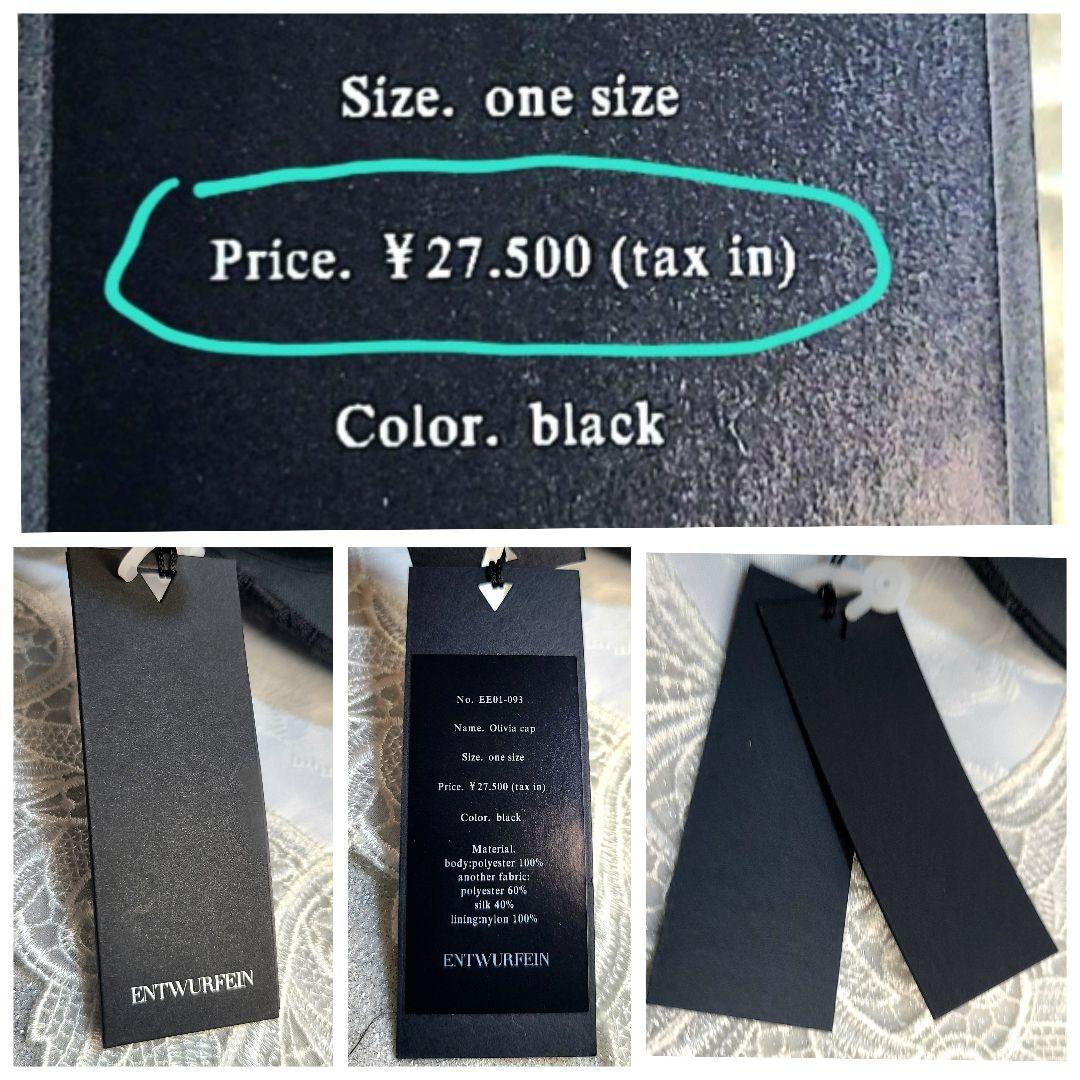 Size. one size
Price. ¥27.500 (tax in)
Color. black
ENTWURFEIN
No. EE01-093
Name. Olivia cap
Size. one size
Price. ¥27.500 (tax in)
Color. black
Material.
body:polyester 100%
another fabric:
polyester 60%
silk 40%
lining:nylon 100%
ENTWURFEIN